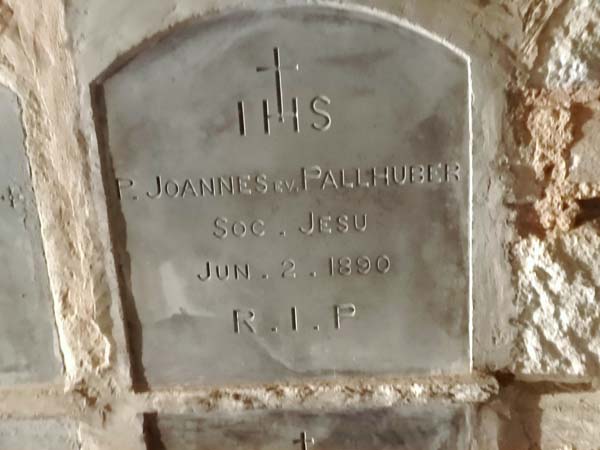 IHS
P. JOANNES EV. PALLHUBER
SOC. JESU
JUN. 2. 1890
R. I. P